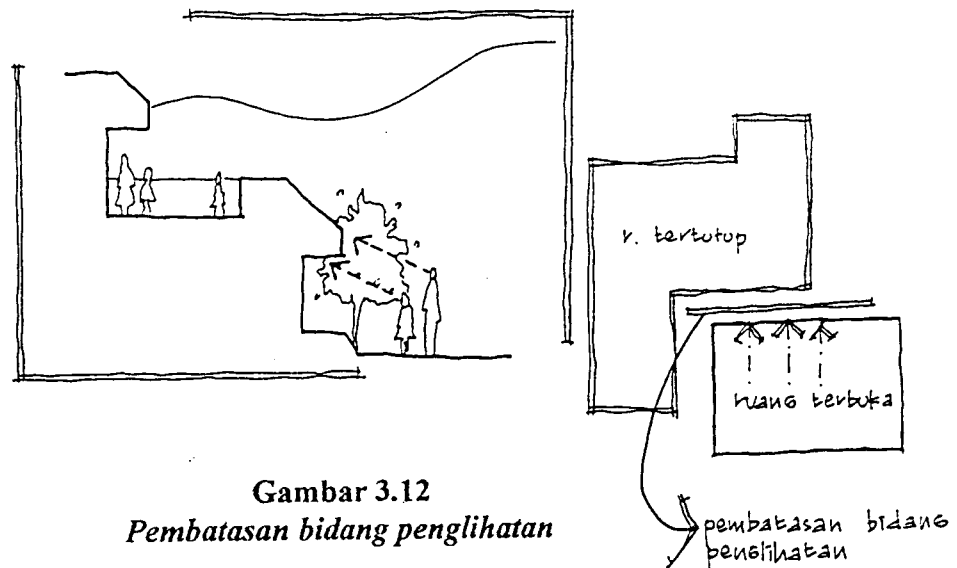 r. tertutup
ruang terbuka
pembatasan bidang
penglihatan
Gambar 3.12
Pembatasan bidang penglihatan